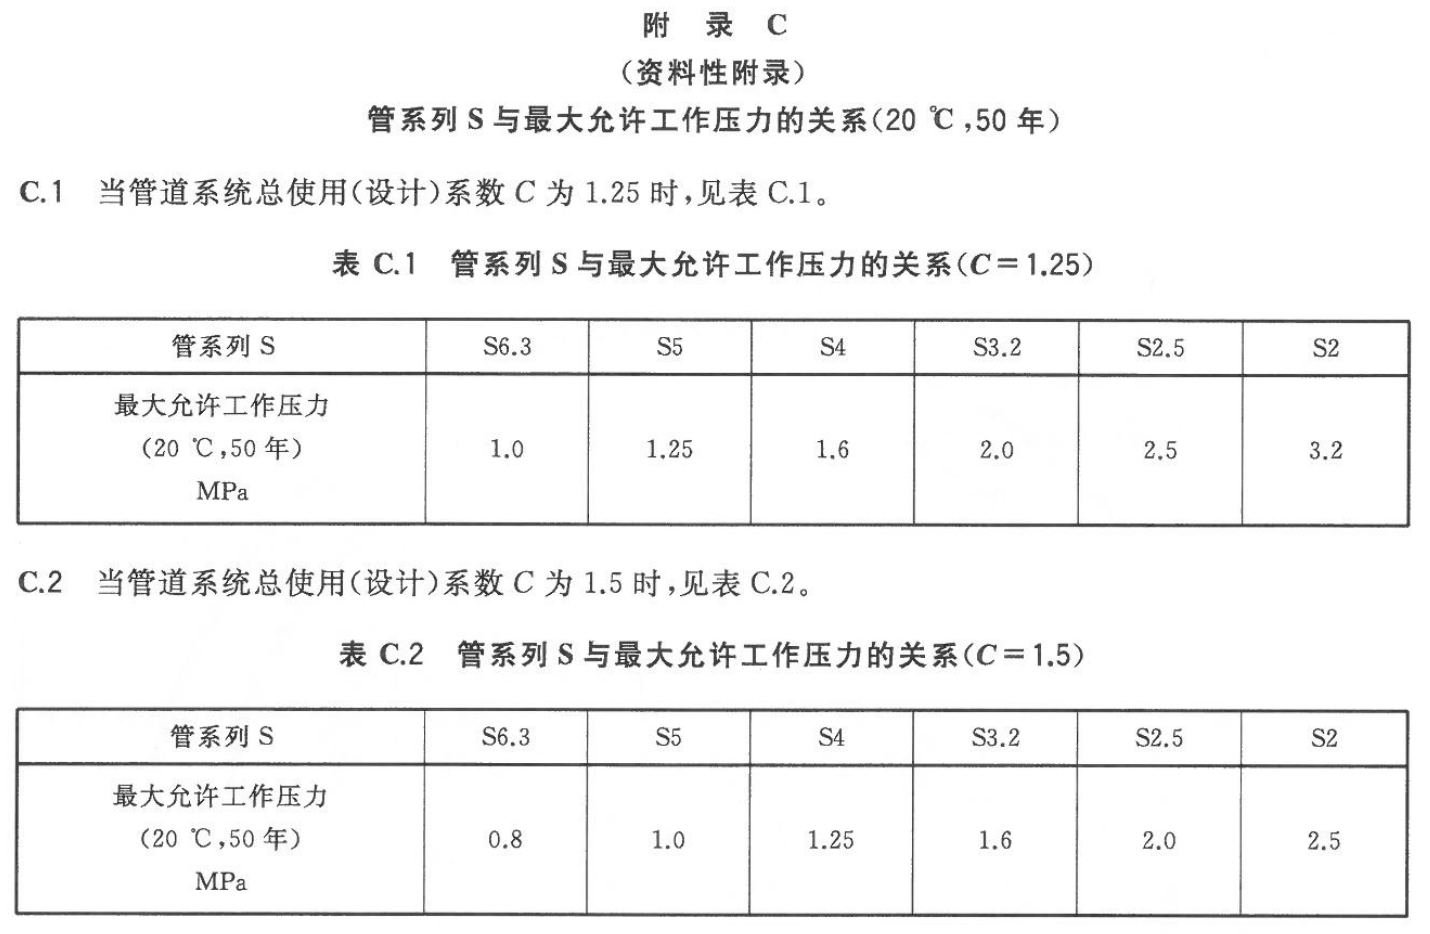 附 录 C
(资料性附录)
管系列 S 与最大允许工作压力的关系(20 ℃,50 年)
C.1 当管道系统总使用(设计)系数 C 为 1.25 时,见表 C.1。
表 C.1 管系列 S 与最大允许工作压力的关系(C=1.25)
管系列 S S6.3 S5 S4 S3.2 S2.5 S2
最大允许工作压力
(20 ℃,50 年) 1.0 1.25 1.6 2.0 2.5 3.2
MPa
C.2 当管道系统总使用(设计)系数 C 为 1.5 时,见表 C.2。
表 C.2 管系列 S 与最大允许工作压力的关系(C=1.5)
管系列 S S6.3 S5 S4 S3.2 S2.5 S2
最大允许工作压力
(20 ℃,50 年) 0.8 1.0 1.25 1.6 2.0 2.5
MPa